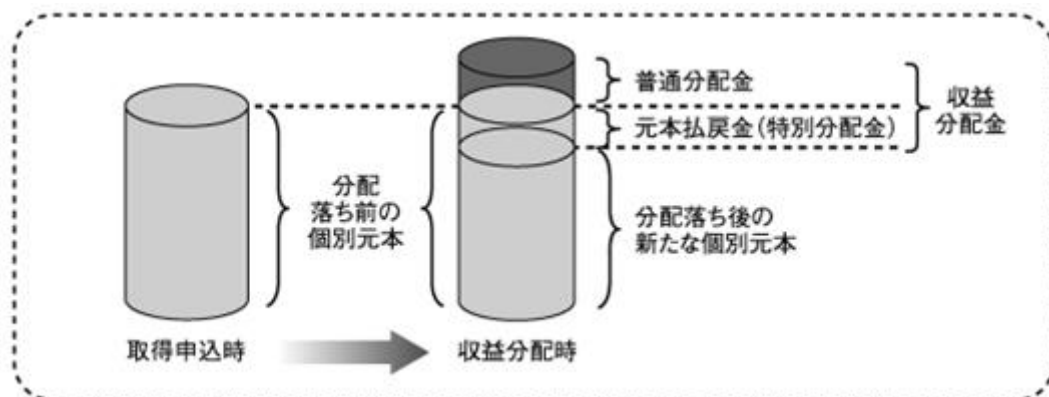 普通分配金
元本払戻金(特別分配金)
収益
分配金
分配
落ち前の
個別元本
分配落ち後の
新たな個別元本
取得申込時
収益分配時